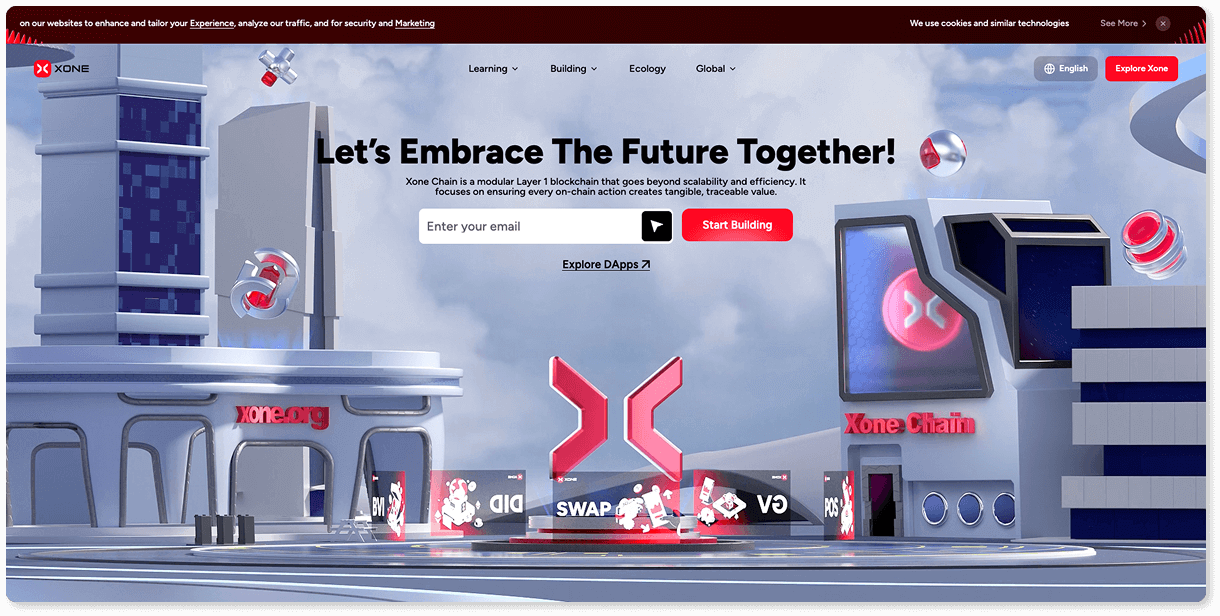 on our websites to enhance and tailor your Experience, analyze our traffic, and for security and Marketing
We use cookies and similar technologies
See More
XONE
Learning
Building
Ecology
Global
English
Explore Xone
Let's Embrace The Future Together!
Xone Chain is a modular Layer 1 blockchain that goes beyond scalability and efficiency. It
focuses on ensuring every on-chain action creates tangible, traceable value.
Enter your email
Start Building
Explore DApps
xone.org
Xone Chain
BVI
DID
XONE
SWAP
XONE
VG
XONE
POS